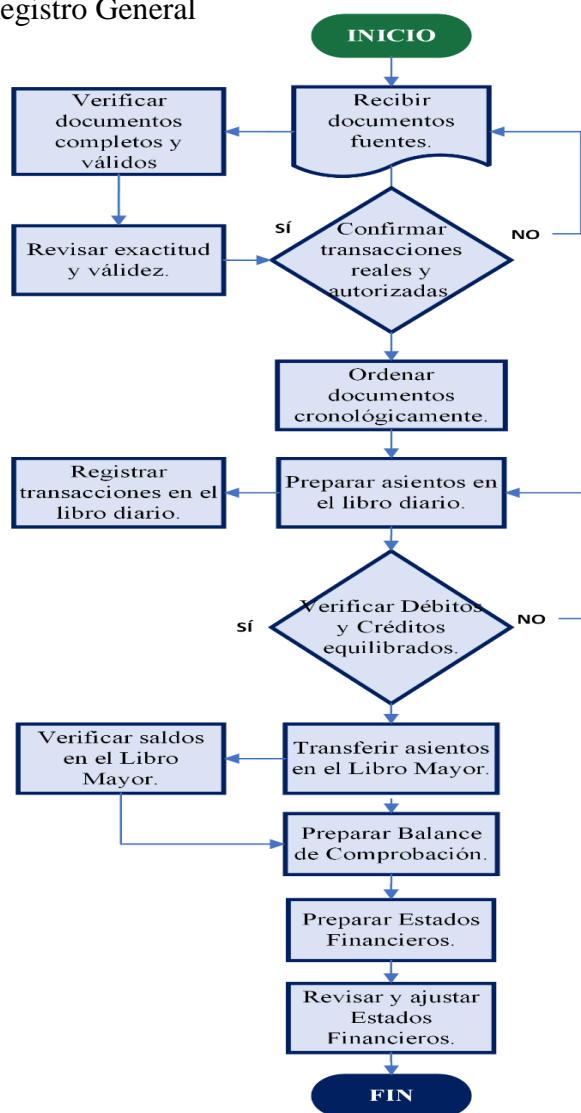 egistro General
INICIO
Verificar
documentos
completos y
válidos
Recibir
documentos
fuentes.
Revisar exactitud
y válidez.
SÍ
Confirmar
transacciones
reales y
autorizadas
NO
Ordenar
documentos
cronológicamente.
Registrar
transacciones en el
libro diario.
Preparar asientos en
el libro diario.
SÍ
Verificar Débitos
y Créditos
equilibrados.
NO
Verificar saldos
en el Libro
Mayor.
Transferir asientos
en el Libro Mayor.
Preparar Balance
de Comprobación.
Preparar Estados
Financieros.
Revisar y ajustar
Estados
Financieros.
FIN